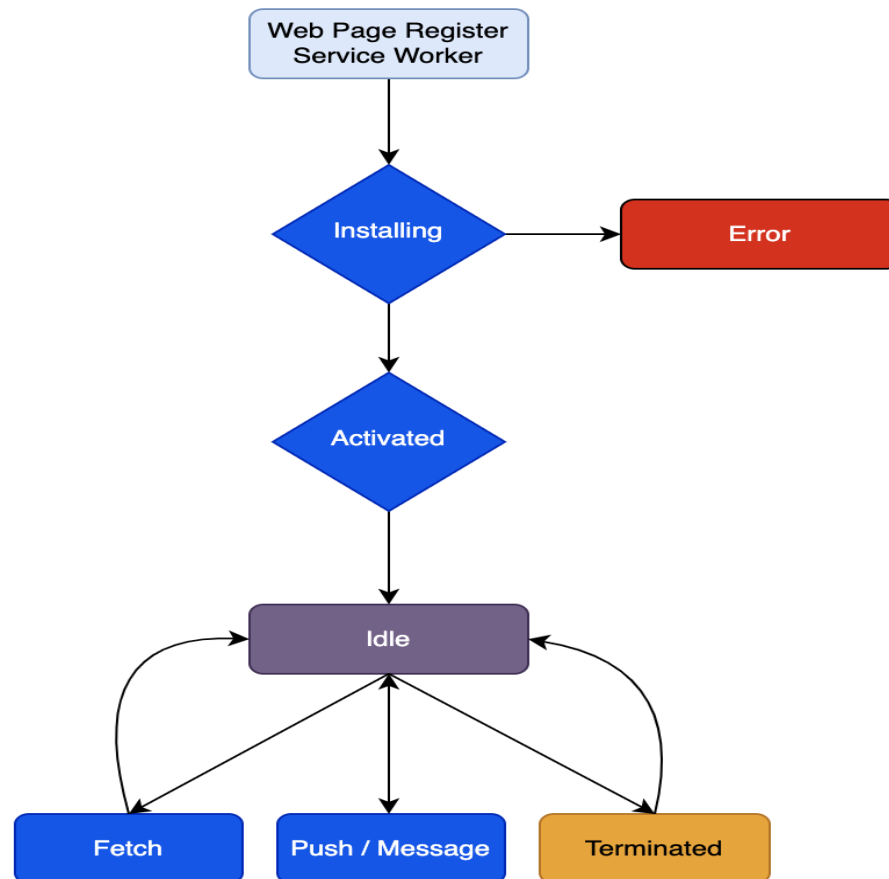 Web Page Register
Service Worker
Installing
Error
Activated
Idle
Fetch
Push / Message
Terminated